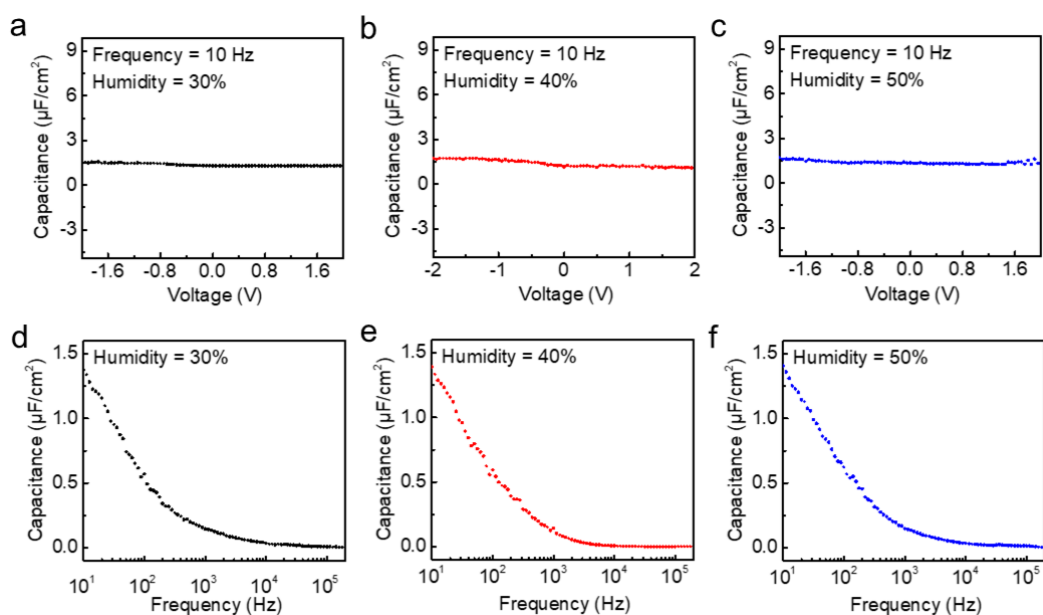 a
Frequency = 10 Hz
Humidity = 30%
Capacitance (µF/cm²)
9
6
3
0
-3
-1.6 -0.8 0.0 0.8 1.6
Voltage (V)
b
Frequency = 10 Hz
Humidity = 40%
Capacitance (µF/cm²)
9
6
3
0
-3
-2 -1 0 1 2
Voltage (V)
c
Frequency = 10 Hz
Humidity = 50%
Capacitance (µF/cm²)
9
6
3
0
-3
-1.6 -0.8 0.0 0.8 1.6
Voltage (V)
d
Humidity = 30%
Capacitance (µF/cm²)
1.5
1.0
0.5
0.0
10¹ 10² 10³ 10⁴ 10⁵
Frequency (Hz)
e
Humidity = 40%
Capacitance (µF/cm²)
1.5
1.0
0.5
0.0
10¹ 10² 10³ 10⁴ 10⁵
Frequency (Hz)
f
Humidity = 50%
Capacitance (µF/cm²)
1.5
1.0
0.5
0.0
10¹ 10² 10³ 10⁴ 10⁵
Frequency (Hz)